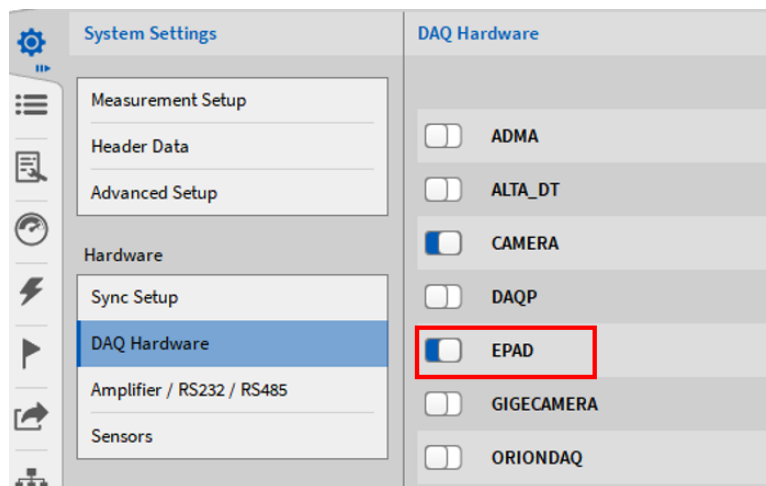 System Settings
Measurement Setup
Header Data
Advanced Setup
Hardware
Sync Setup
DAQ Hardware
Amplifier / RS232 / RS485
Sensors
DAQ Hardware
ADMA
ALTA_DT
CAMERA
DAQP
EPAD
GIGECAMERA
ORIONDAQ